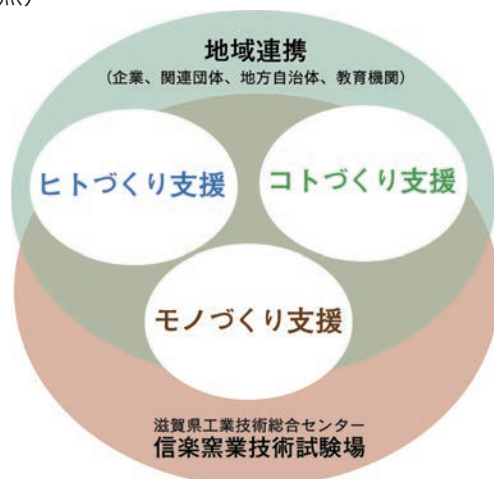 地域連携
（企業、関連団体、地方自治体、教育機関）
ヒトづくり支援
コトづくり支援
モノづくり支援
滋賀県工業技術総合センター
信楽窯業技術試験場